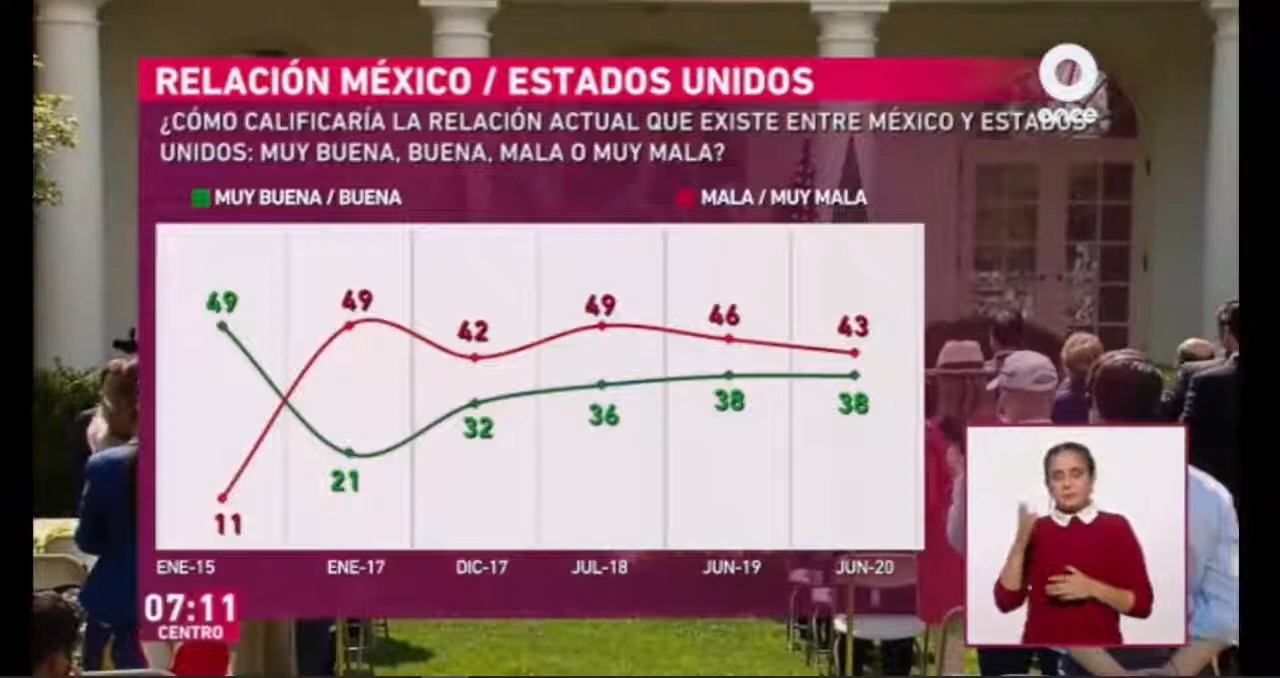 RELACIÓN MÉXICO / ESTADOS UNIDOS
once
¿CÓMO CALIFICARÍA LA RELACIÓN ACTUAL QUE EXISTE ENTRE MÉXICO Y ESTADOS
UNIDOS: MUY BUENA, BUENA, MALA O MUY MALA?
MUY BUENA / BUENA MALA / MUY MALA
49 49 42 49 46 43
11 21 32 36 38 38
ENE-15 ENE-17 DIC-17 JUL-18 JUN-19 JUN-20
07:11
CENTRO